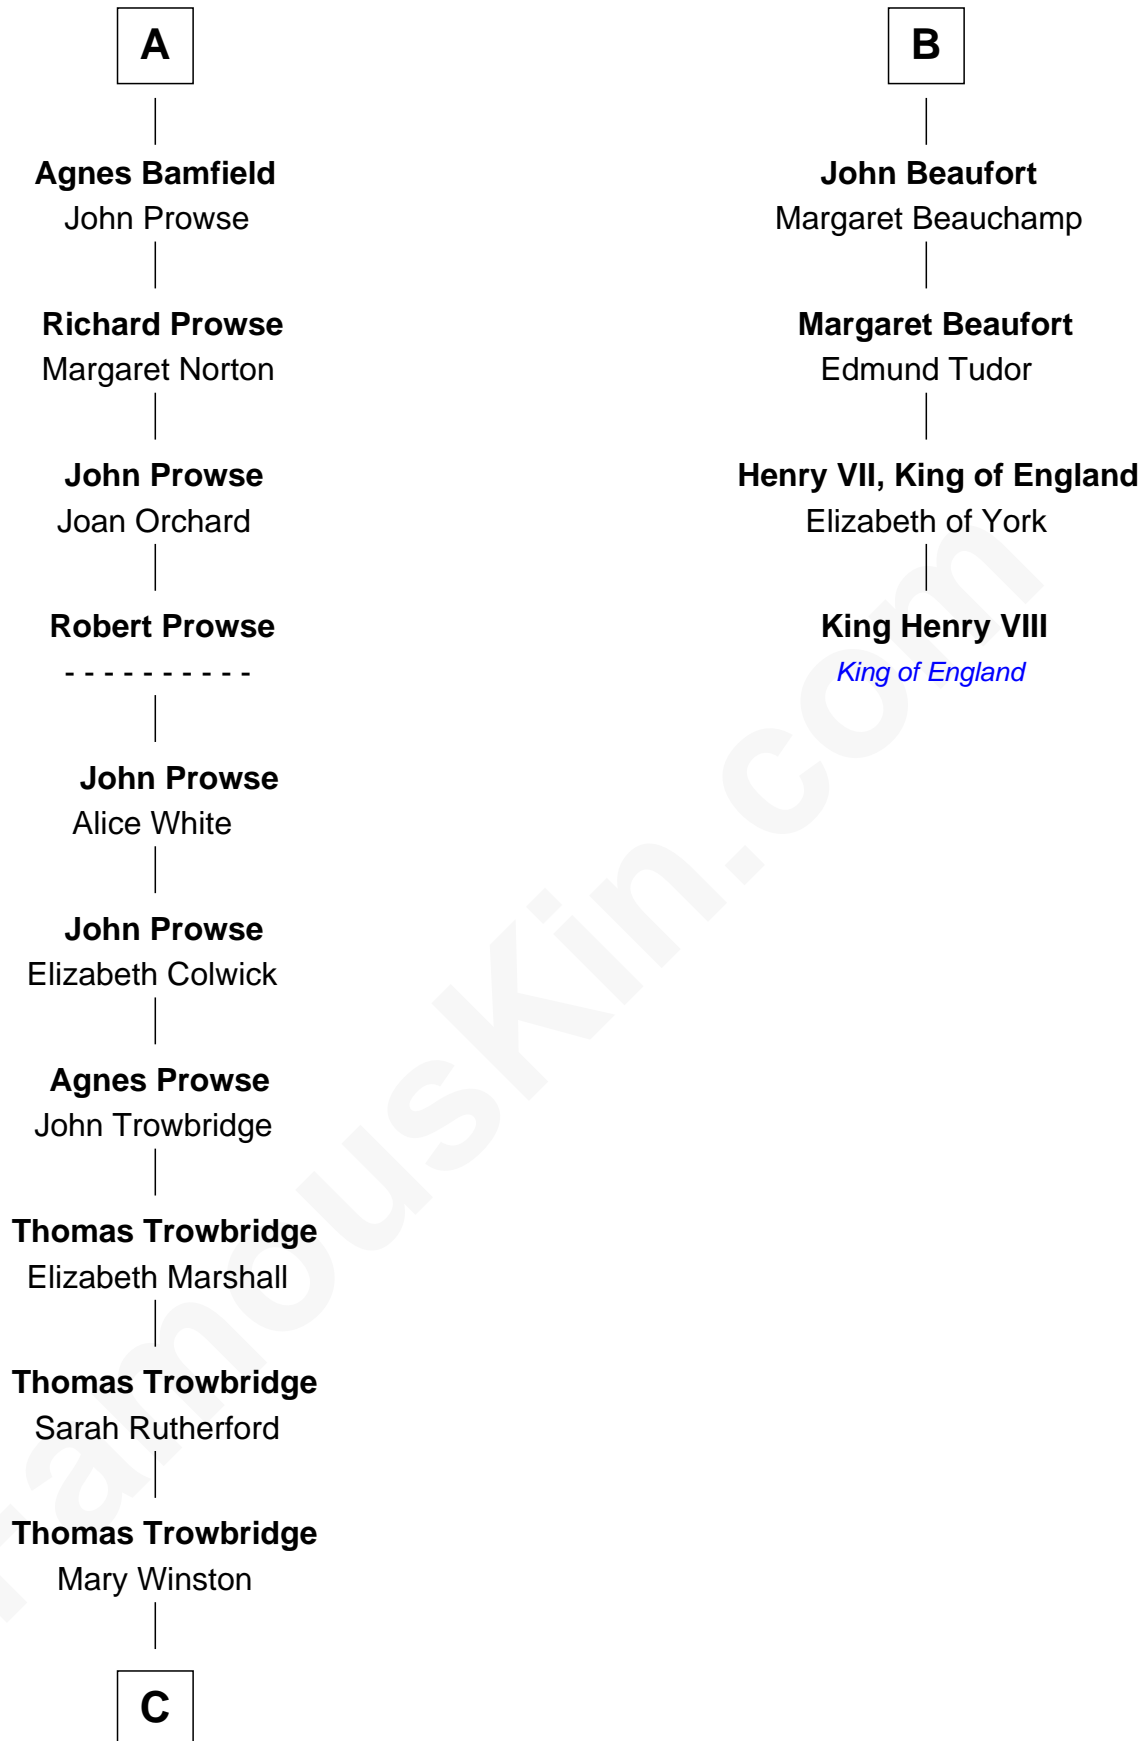 A
Agnes Bamfield
John Prowse
Richard Prowse
Margaret Norton
John Prowse
Joan Orchard
Robert Prowse
- - - - - - - - - -
John Prowse
Alice White
John Prowse
Elizabeth Colwick
Agnes Prowse
John Trowbridge
Thomas Trowbridge
Elizabeth Marshall
Thomas Trowbridge
Sarah Rutherford
Thomas Trowbridge
Mary Winston
C
B
John Beaufort
Margaret Beauchamp
Margaret Beaufort
Edmund Tudor
Henry VII, King of England
Elizabeth of York
King Henry VIII
King of England
FamousKin.com